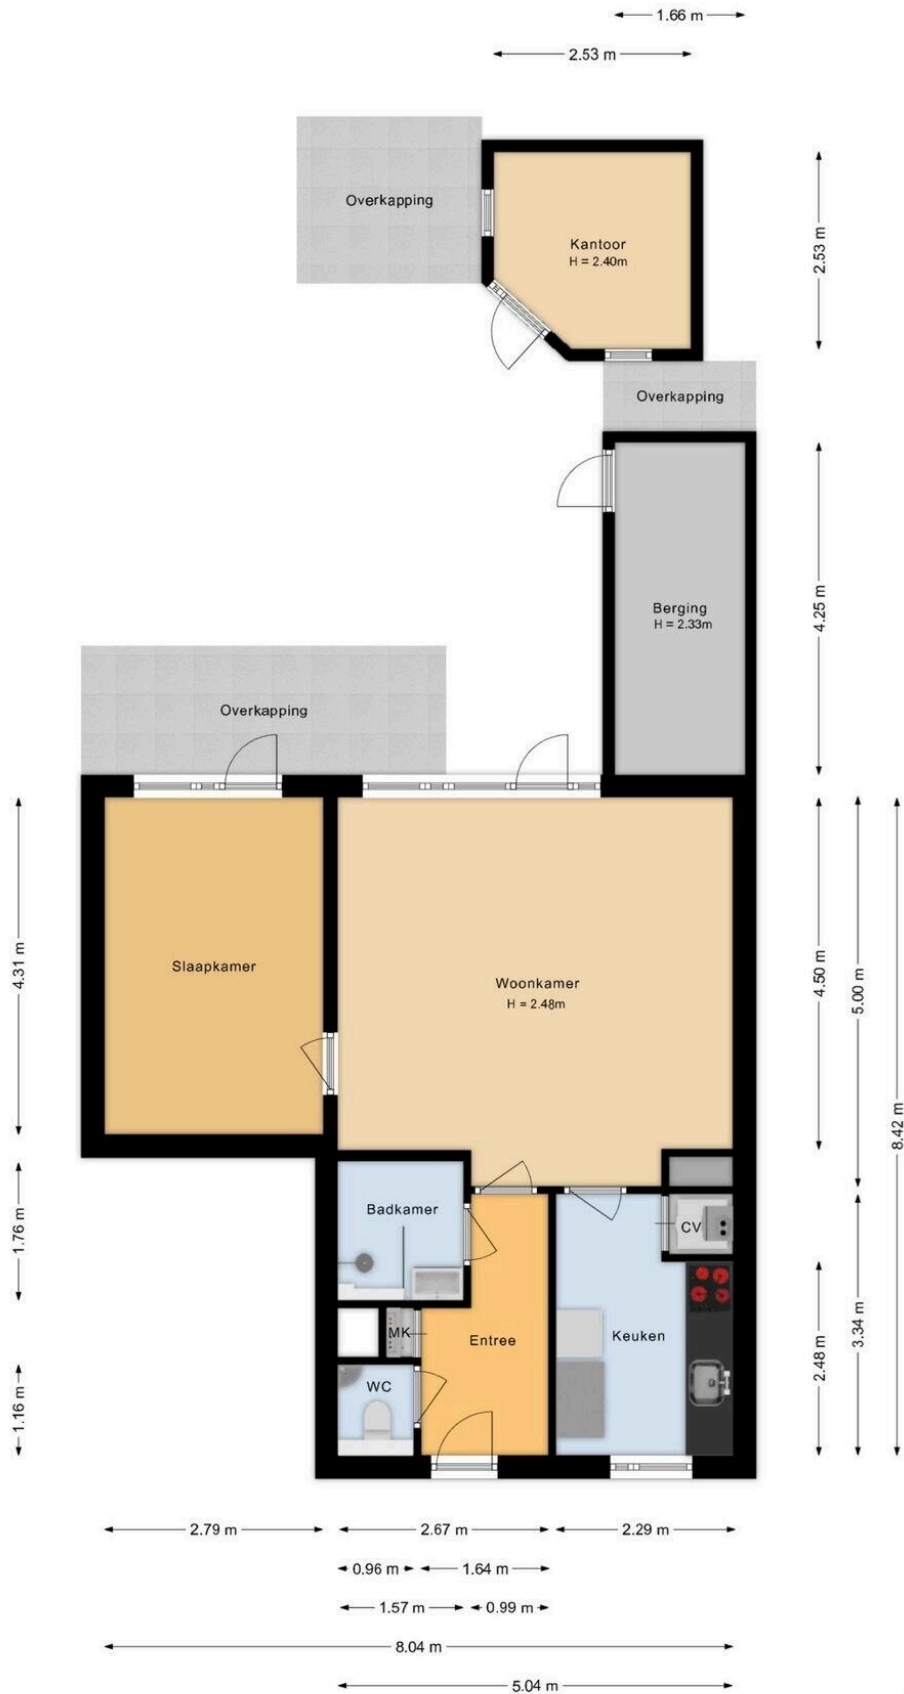 1.66 m
2.53 m
Overkapping
Kantoor
H = 2.40m
2.53 m
Overkapping
4.25 m
Berging
H = 2.33m
Overkapping
4.31 m
Slaapkamer
Woonkamer
H = 2.48m
4.50 m
5.00 m
8.42 m
1.76 m
Badkamer
CV
MK
Entree
Keuken
2.48 m
3.34 m
WC
1.16 m
2.79 m
2.67 m
2.29 m
0.96 m
1.64 m
1.57 m
0.99 m
8.04 m
5.04 m